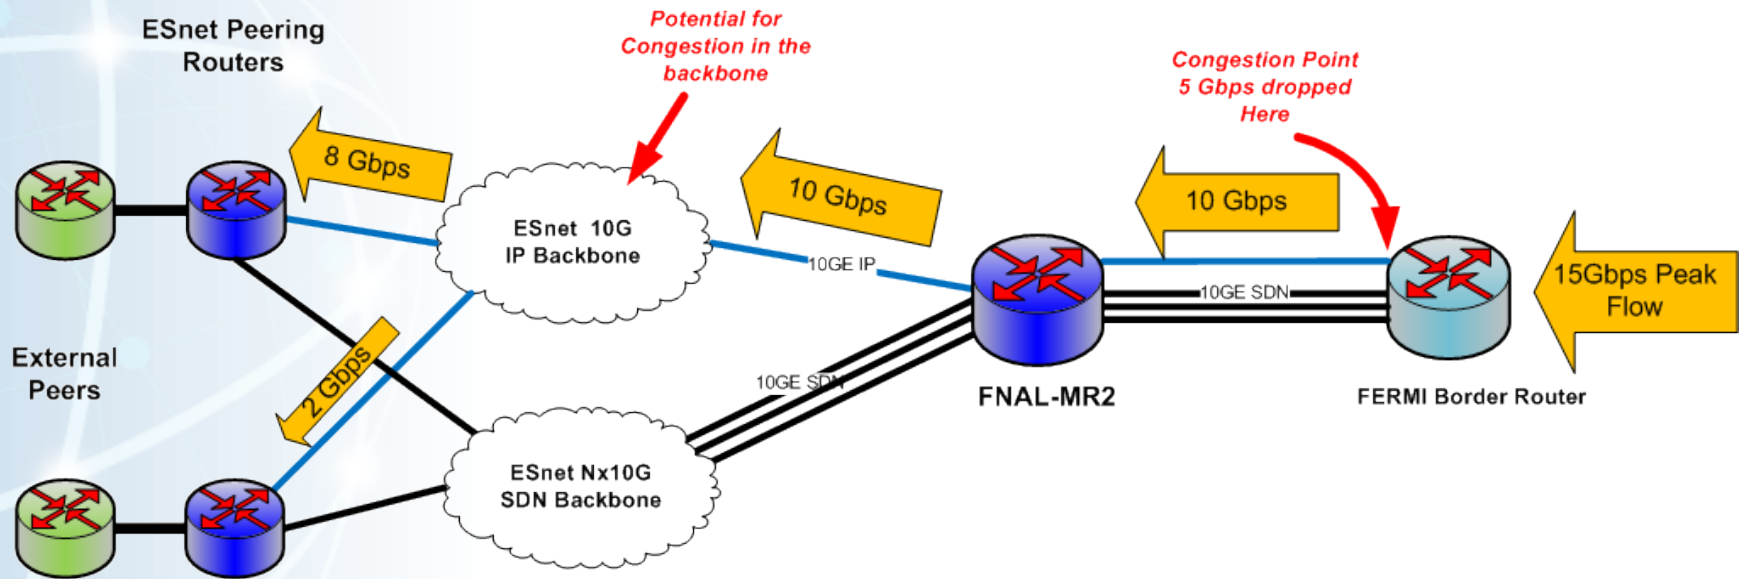 ESnet Peering
Routers
Potential for
Congestion in the
backbone
Congestion Point
5 Gbps dropped
Here
8 Gbps
10 Gbps
10 Gbps
15Gbps Peak
Flow
ESnet 10G
IP Backbone
10GE IP
10GE SDN
External
Peers
2 Gbps
10GE SDN
FNAL-MR2
FERMI Border Router
ESnet Nx10G
SDN Backbone